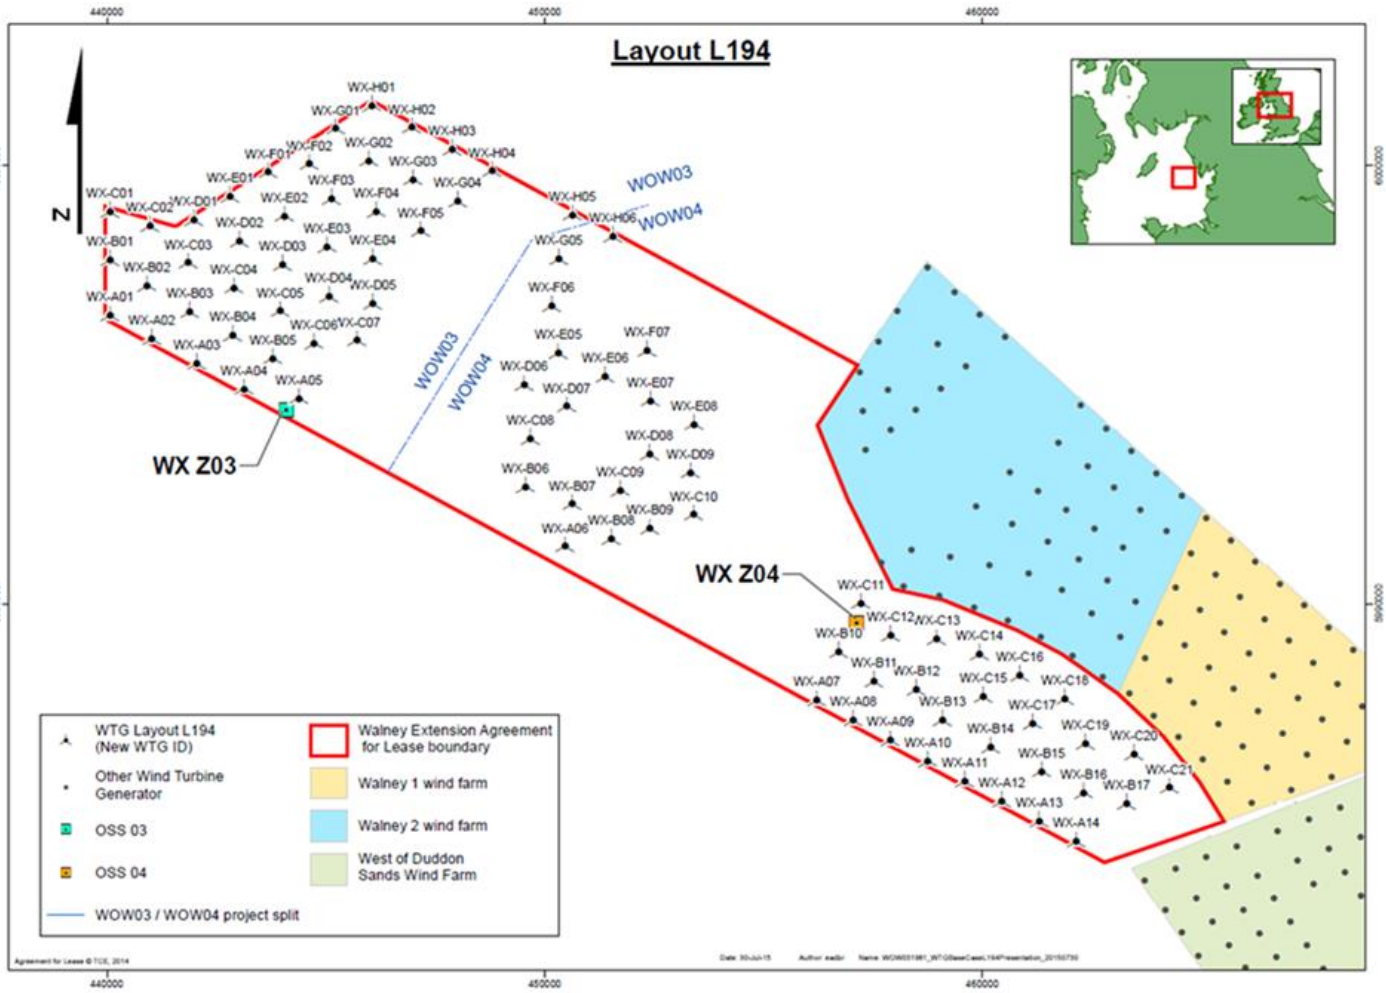 440000 450000 460000
Layout L194
WX-H01
WX-G01 WX-H02
WX-H03
WX-F01 WX-F02 WX-G02
WX-H04
WX-G03
WX-E01 WX-F03 WX-G04
WX-C01 WX-D01 WX-E02 WX-F04 WX-H05
WX-C02 WX-F05 WX-H06
WOW03
WOW04
Z
WX-D02 WX-E03
WX-B01 WX-C03 WX-D03 WX-E04 WX-G05
WX-B02 WX-C04
WX-D04 WX-D05 WX-F06
WX-A01 WX-B03 WX-C05
WX-A02 WX-B04 WX-C06 WX-C07
WX-A03 WX-B05 WX-E05 WX-F07
WX-A04 WX-A05
WX-D06 WX-E06
WOW03
WOW04
WX-D07 WX-E07
WX-E08
WX-C08
WX-D08
WX-D09
WX Z03
WX-B06 WX-C09
WX-B07 WX-C10
WX-A06 WX-B08 WX-B09
WX Z04
WX-C11
WX-C12 WX-C13
WX-B10 WX-C14
WX-B11 WX-B12 WX-C16
WX-A07 WX-C15 WX-C18
WX-A08 WX-B13 WX-C17
WX-A09 WX-B14 WX-C19
WX-A10 WX-C20
WX-A11 WX-B15
WX-A12 WX-B16 WX-C21
WX-A13 WX-B17
WX-A14
6000000
5990000
WTG Layout L194
(New WTG ID)
Other Wind Turbine
Generator
OSS 03
OSS 04
WOW03 / WOW04 project split
Walney Extension Agreement
for Lease boundary
Walney 1 wind farm
Walney 2 wind farm
West of Duddon
Sands Wind Farm
Agreement for Lease © TCE, 2014
Date: 30-Jul-15
440000 450000 460000